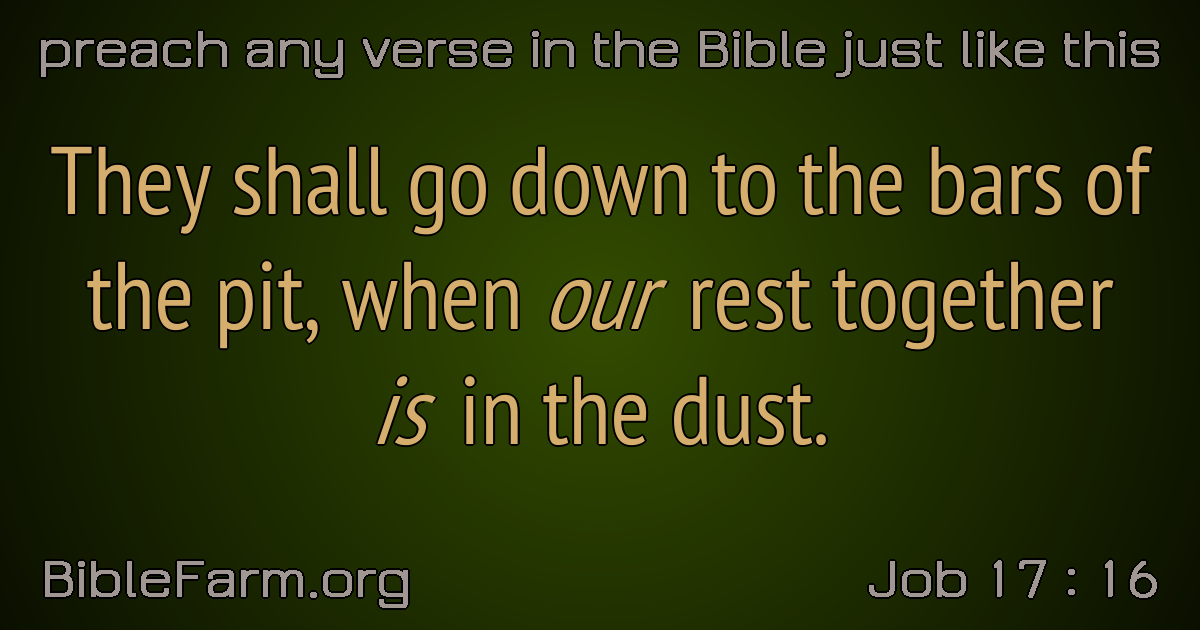 preach any verse in the Bible just like this
They shall go down to the bars of
the pit, when our rest together
is in the dust.
BibleFarm.org
Job 17 : 16